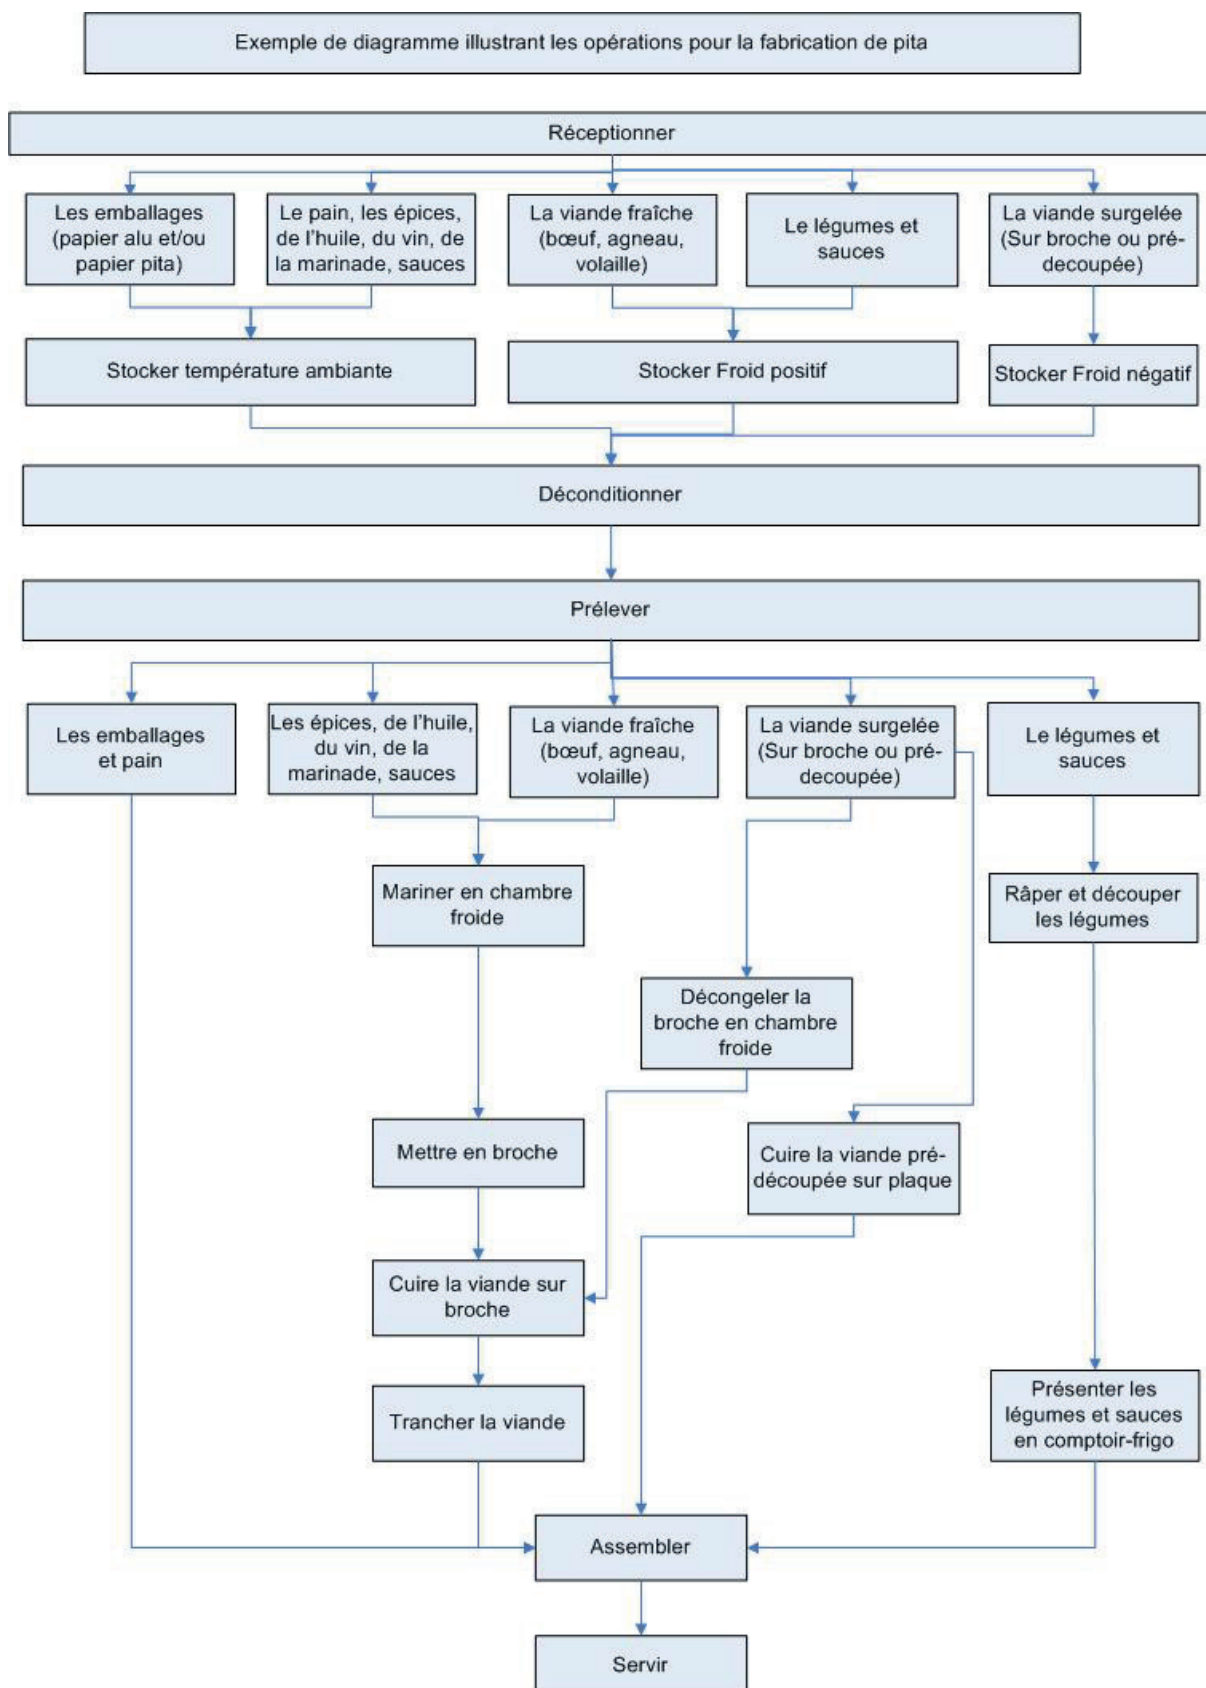 Exemple de diagramme illustrant les opérations pour la fabrication de pita
Réceptionner
Les emballages
(papier alu et/ou
papier pita)
Le pain, les épices,
de l'huile, du vin, de
la marinade, sauces
La viande fraîche
(bœuf, agneau,
volaille)
Le légumes et
sauces
La viande surgelée
(Sur broche ou pré-
decoupée)
Stocker température ambiante
Stocker Froid positif
Stocker Froid négatif
Déconditionner
Prélever
Les emballages
et pain
Les épices, de l'huile,
du vin, de la
marinade, sauces
La viande fraîche
(bœuf, agneau,
volaille)
La viande surgelée
(Sur broche ou pré-
decoupée)
Le légumes et
sauces
Mariner en chambre
froide
Râper et découper
les légumes
Décongeler la
broche en chambre
froide
Mettre en broche
Cuire la viande pré-
découpée sur plaque
Cuire la viande sur
broche
Trancher la viande
Présenter les
légumes et sauces
en comptoir-frigo
Assembler
Servir